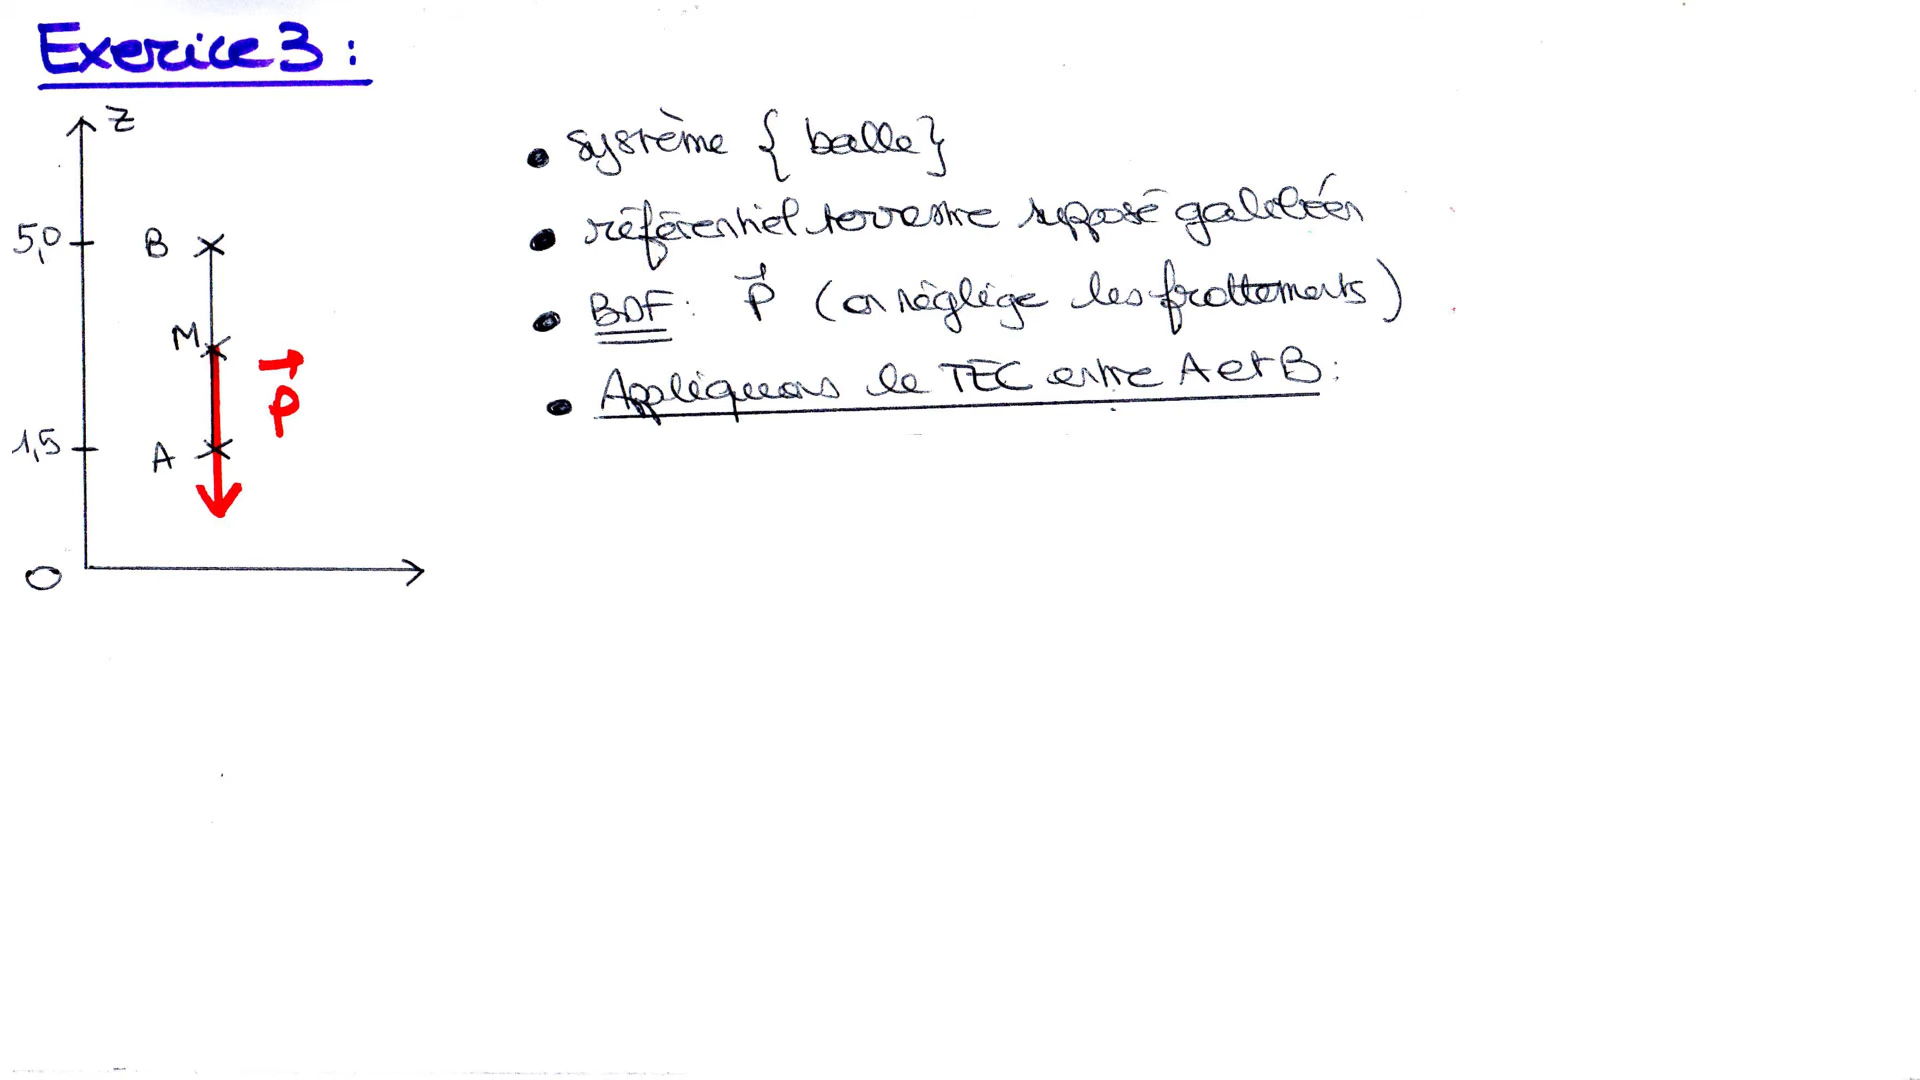 Exercice 3 :
z
5,0
B
M
P
1,5
A
O
• système { balle }
• référentiel terrestre supposé galiléen
• BDF : P (on néglige les frottements)
• Appliquons le TEC entre A et B :